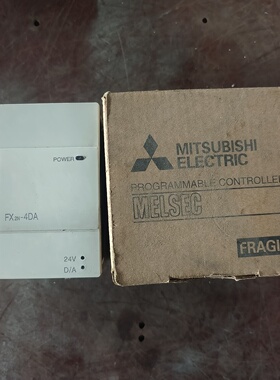 POWER
FX2N-4DA
24V
D/A
MITSUBISHI
ELECTRIC
PROGRAMMABLE CONTROLLER
MELSEC
FRAGI